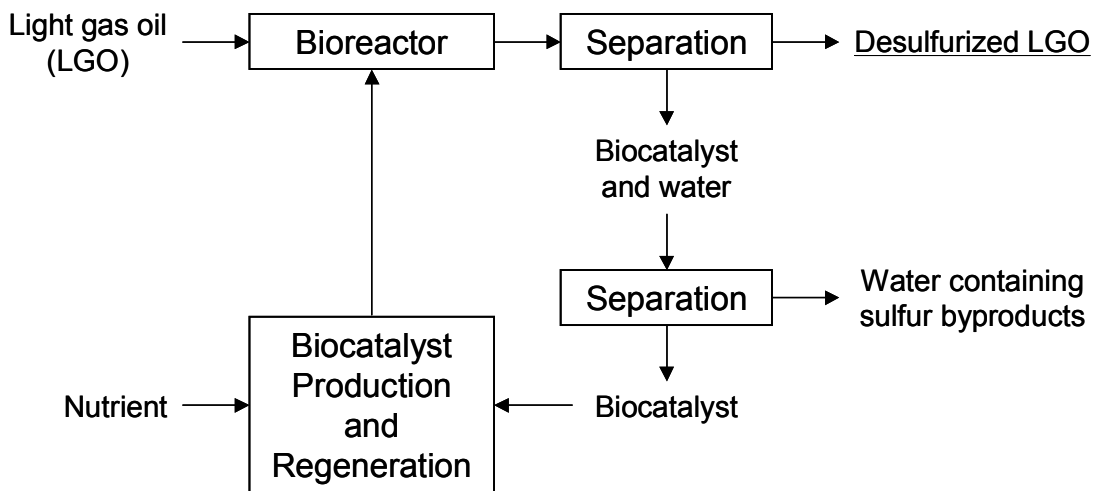 Light gas oil
(LGO)
Bioreactor
Separation
Desulfurized LGO
Biocatalyst
and water
Separation
Water containing
sulfur byproducts
Biocatalyst
Production
and
Regeneration
Nutrient
Biocatalyst